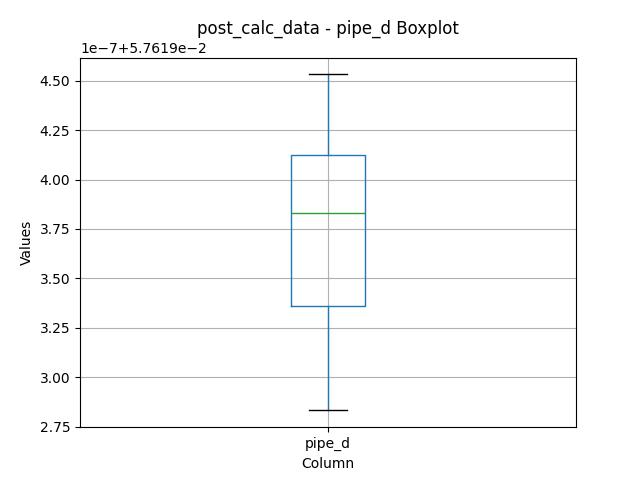 post_calc_data - pipe_d Boxplot
1e−7+5.7619e−2
4.50
4.25
4.00
3.75
3.50
3.25
3.00
2.75
Values
pipe_d
Column